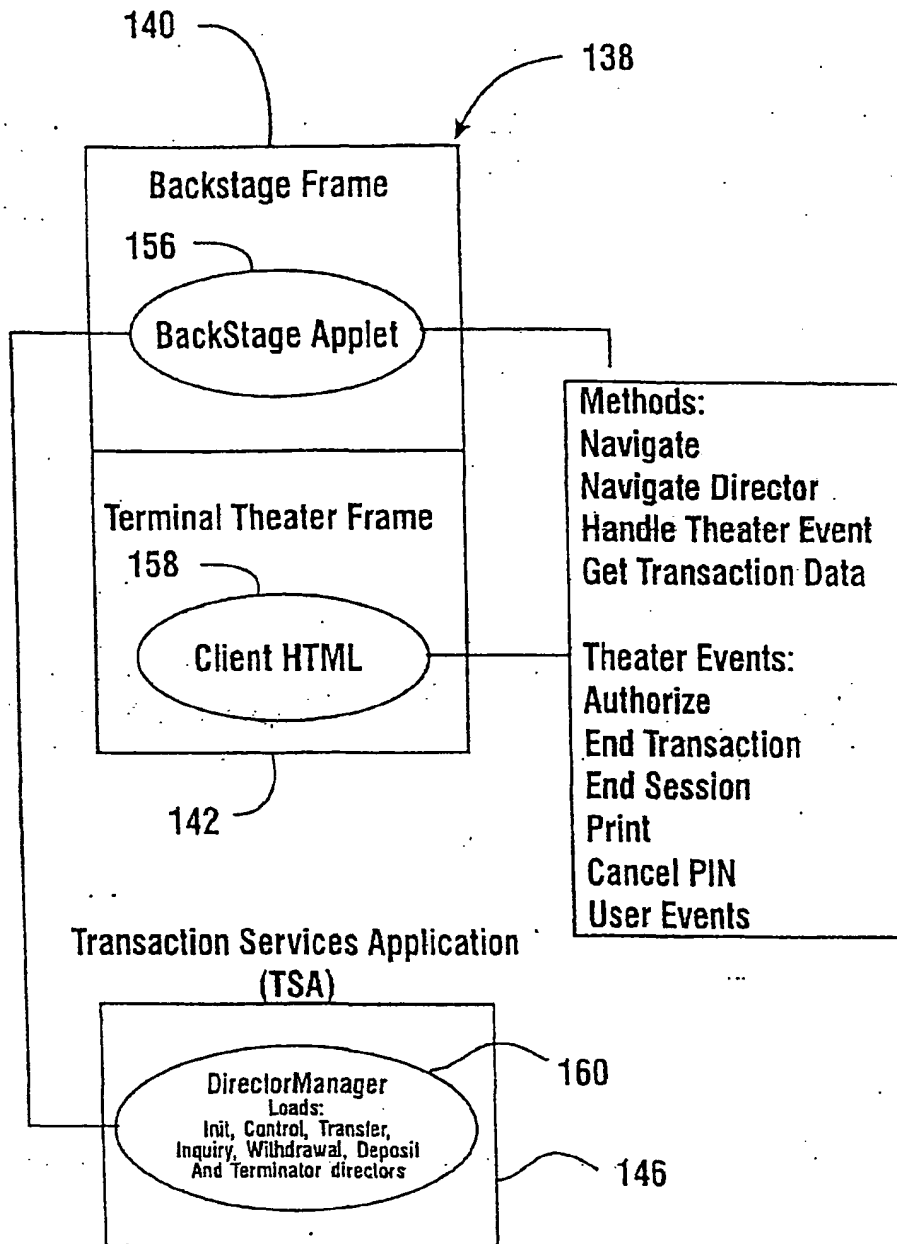 140
138
Backstage Frame
156
BackStage Applet
Methods:
Navigate
Navigate Director
Handle Theater Event
Get Transaction Data
Terminal Theater Frame
158
Client HTML
Theater Events:
Authorize
End Transaction
End Session
Print
Cancel PIN
User Events
142
Transaction Services Application
(TSA)
DirectorManager
Loads:
Init, Control, Transfer,
Inquiry, Withdrawal, Deposit
And Terminator directors
160
146